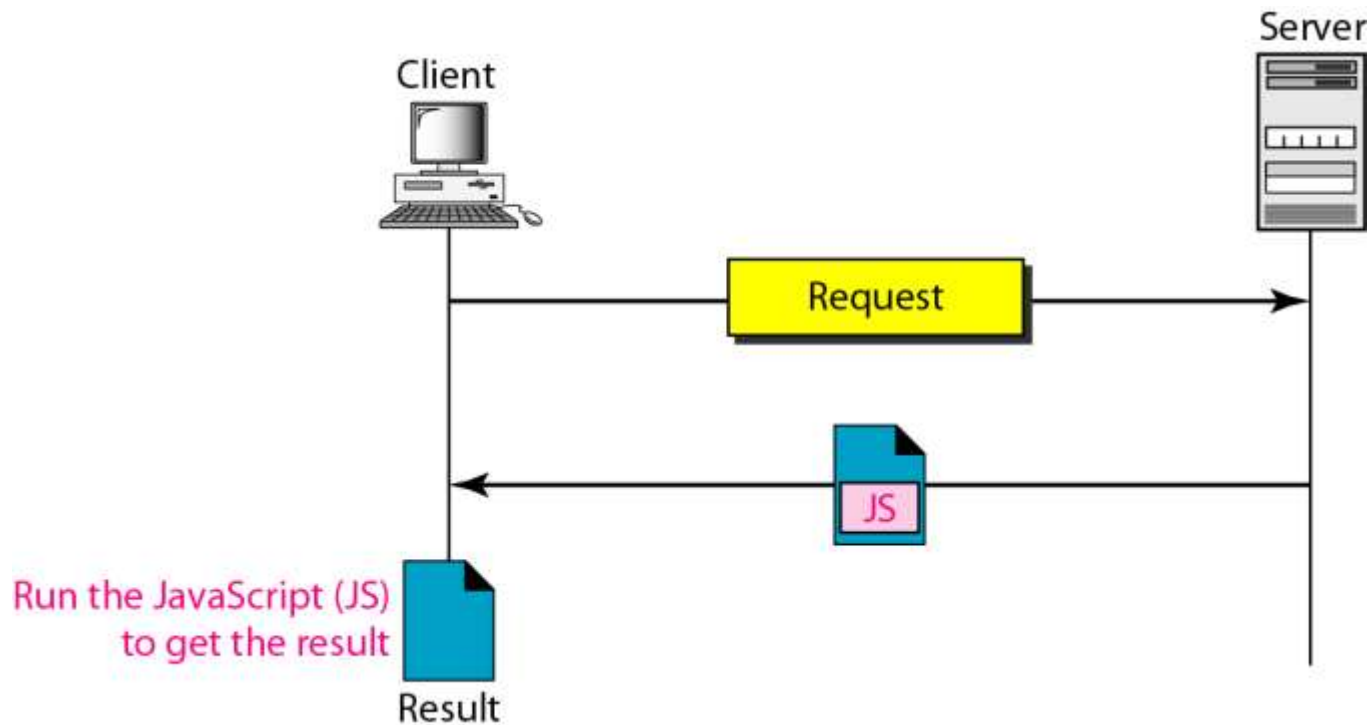 Server
Client
Request
JS
Run the JavaScript (JS)
to get the result
Result